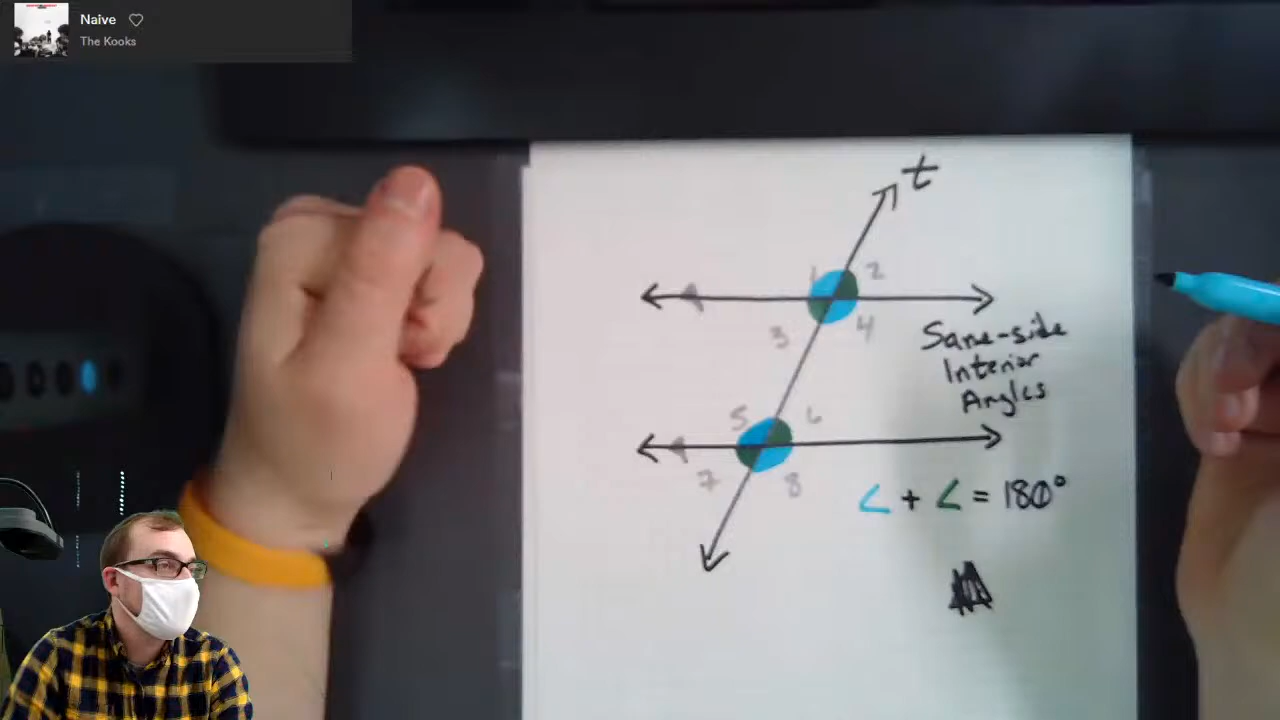 Naive
The Kooks
t
1 2
3 4
Same-side
Interior
Angles
5 6
7 8
∠ + ∠ = 180°